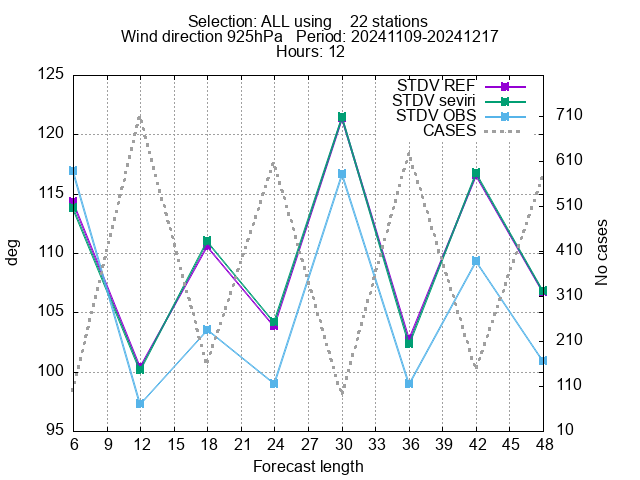 Selection: ALL using    22 stations
Wind direction 925hPa   Period: 20241109-20241217
Hours: 12
STDV REF
STDV seviri
STDV OBS
CASES
125
120
115
110
105
100
95
deg
710
610
510
410
310
210
110
10
No cases
6 12 18 24 30 36 42 48
9 15 21 27 33 39 45
Forecast length